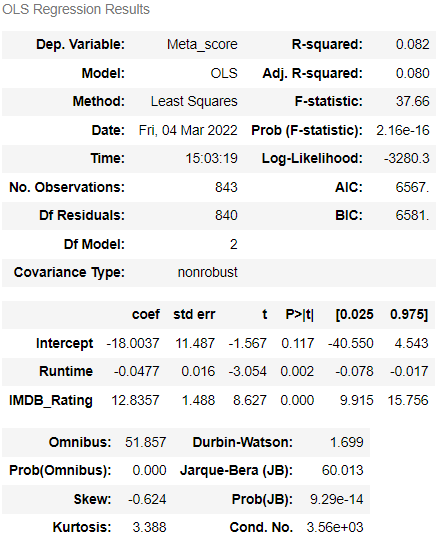 OLS Regression Results
Dep. Variable: Meta_score R-squared: 0.082
Model: OLS Adj. R-squared: 0.080
Method: Least Squares F-statistic: 37.66
Date: Fri, 04 Mar 2022 Prob (F-statistic): 2.16e-16
Time: 15:03:19 Log-Likelihood: -3280.3
No. Observations: 843 AIC: 6567.
Df Residuals: 840 BIC: 6581.
Df Model: 2
Covariance Type: nonrobust
coef std err t P>|t| [0.025 0.975]
Intercept -18.0037 11.487 -1.567 0.117 -40.550 4.543
Runtime -0.0477 0.016 -3.054 0.002 -0.078 -0.017
IMDB_Rating 12.8357 1.488 8.627 0.000 9.915 15.756
Omnibus: 51.857 Durbin-Watson: 1.699
Prob(Omnibus): 0.000 Jarque-Bera (JB): 60.013
Skew: -0.624 Prob(JB): 9.29e-14
Kurtosis: 3.388 Cond. No. 3.56e+03